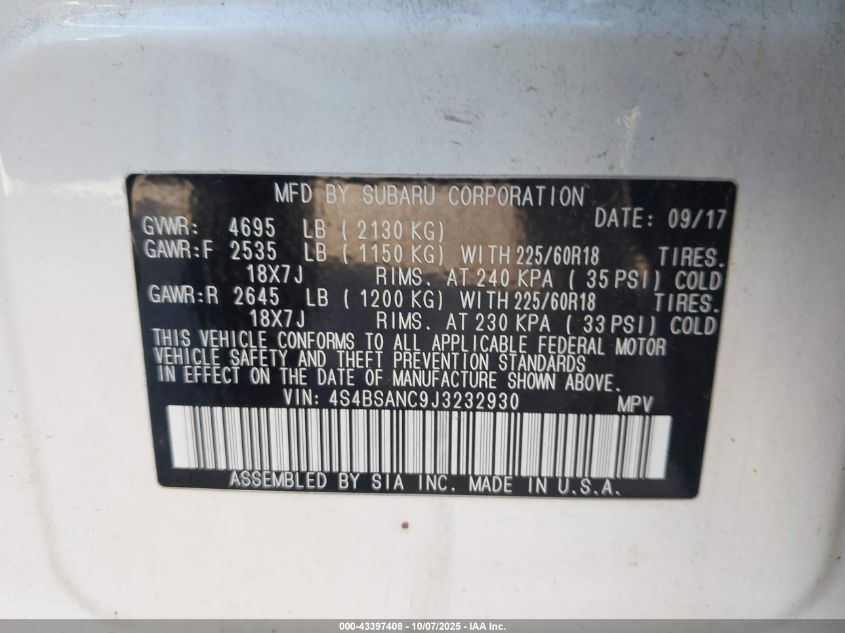 MFD BY SUBARU CORPORATION
DATE: 09/17
GVWR: 4695 LB ( 2130 KG)
GAWR:F 2535 LB ( 1150 KG) WITH 225/60R18 TIRES.
18X7J RIMS. AT 240 KPA ( 35 PSI) COLD
GAWR:R 2645 LB ( 1200 KG) WITH 225/60R18 TIRES.
18X7J RIMS. AT 230 KPA ( 33 PSI) COLD
THIS VEHICLE CONFORMS TO ALL APPLICABLE FEDERAL MOTOR
VEHICLE SAFETY AND THEFT PREVENTION STANDARDS
IN EFFECT ON THE DATE OF MANUFACTURE SHOWN ABOVE.
VIN: 4S4BSANC9J3232930 MPV
ASSEMBLED BY SIA INC. MADE IN U.S.A.
000-43397408 - 10/07/2025 - IAA Inc.